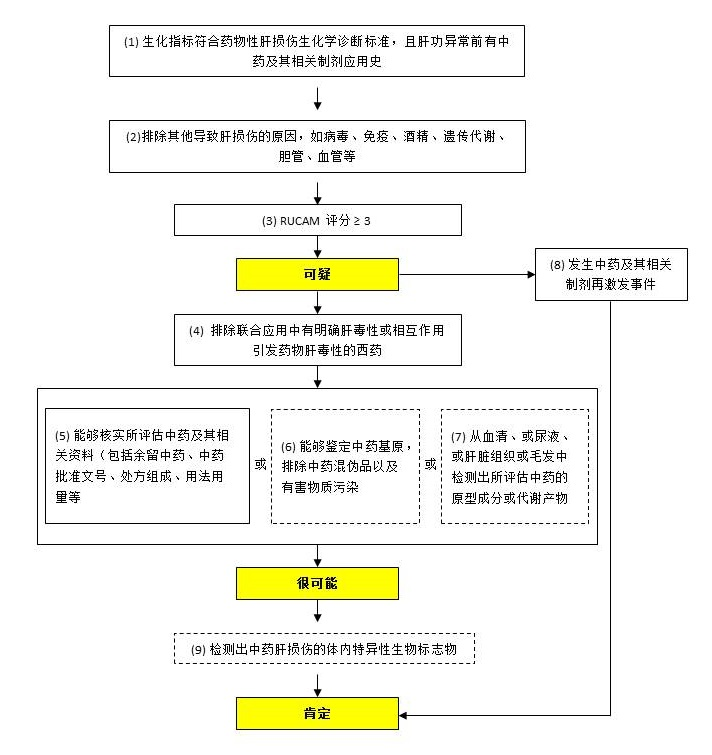 (1) 生化指标符合药物性肝损伤生化学诊断标准，且肝功异常前有中
药及其相关制剂应用史
(2)排除其他导致肝损伤的原因，如病毒、免疫、酒精、遗传代谢、
胆管、血管等
(3) RUCAM 评分 ≥ 3
可疑
(8) 发生中药及其相关
制剂再激发事件
(4) 排除联合应用中有明确肝毒性或相互作用
引发药物肝毒性的西药
(5) 能够核实所评估中药及其相
关资料（包括余留中药、中药
批准文号、处方组成、用法用
量等
或
(6) 能够鉴定中药基原，
排除中药混伪品以及
有害物质污染
或
(7) 从血清、或尿液、
或肝脏组织或毛发中
检测出所评估中药的
原型成分或代谢产物
很可能
(9) 检测出中药肝损伤的体内特异性生物标志物
肯定